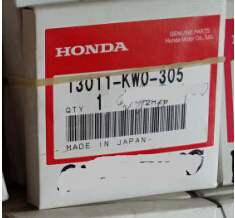 GENUINE PARTS
Honda Motor Co., Ltd.
HONDA
13011-KW0-305
QTY 1
MADE IN JAPAN